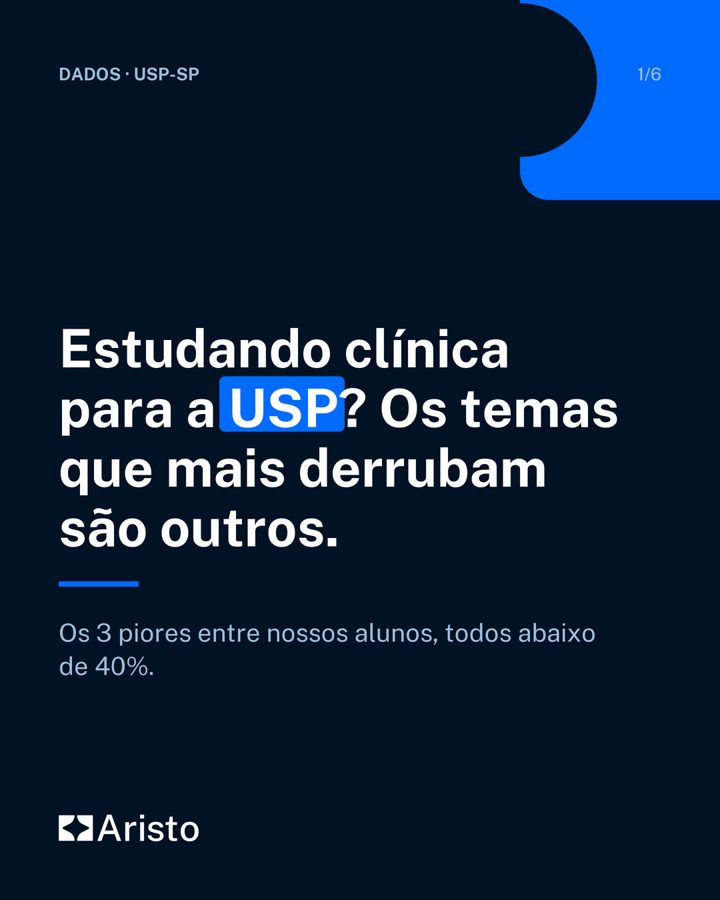 DADOS · USP-SP
1/6
Estudando clínica
para a USP? Os temas
que mais derrubam
são outros.
Os 3 piores entre nossos alunos, todos abaixo
de 40%.
Aristo